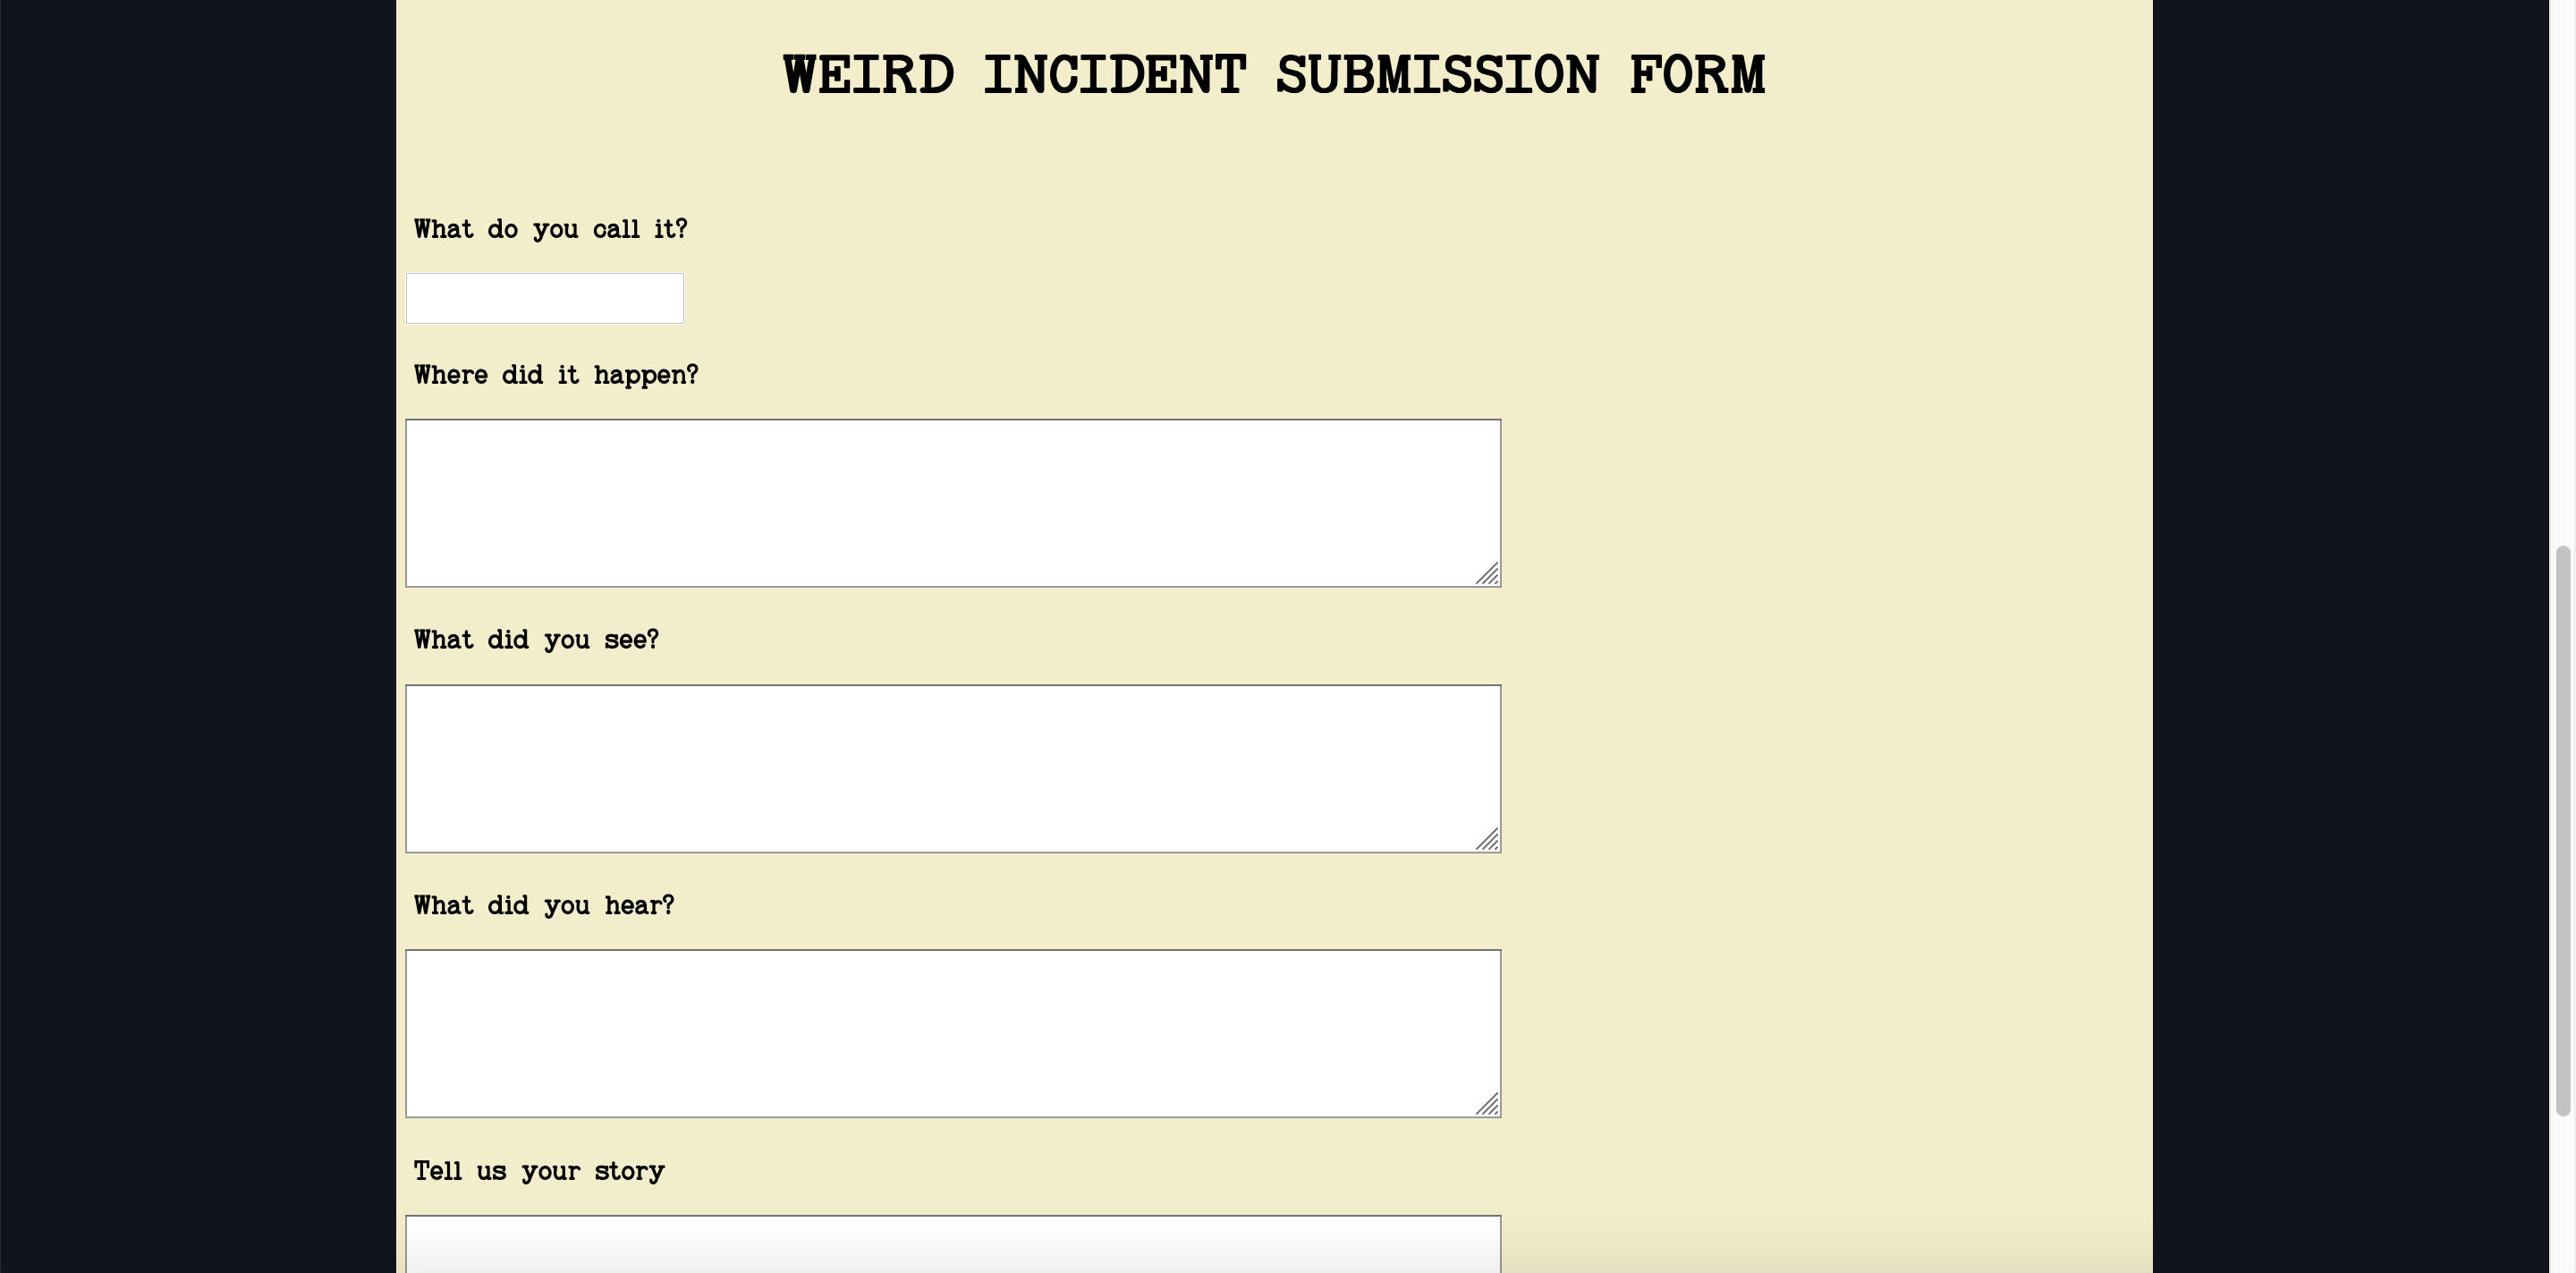 WEIRD INCIDENT SUBMISSION FORM
What do you call it?
Where did it happen?
What did you see?
What did you hear?
Tell us your story